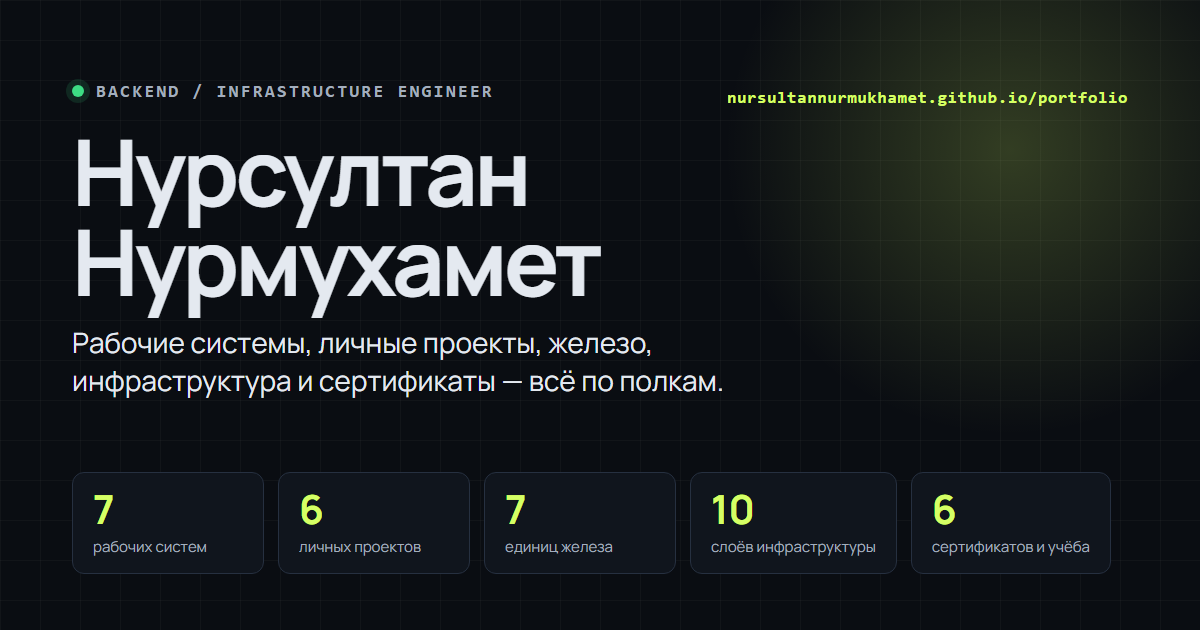 BACKEND / INFRASTRUCTURE ENGINEER
nursultannurmukhamet.github.io/portfolio
Нурсултан
Нурмухамет
Рабочие системы, личные проекты, железо,
инфраструктура и сертификаты — всё по полкам.
7
рабочих систем
6
личных проектов
7
единиц железа
10
слоёв инфраструктуры
6
сертификатов и учёба